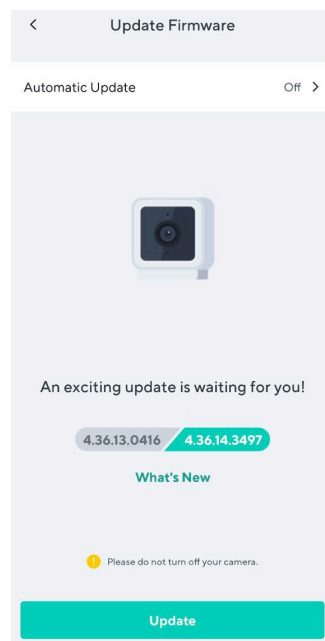 Update Firmware
Automatic Update Off
An exciting update is waiting for you!
4.36.13.0416 4.36.14.3497
What's New
Please do not turn off your camera.
Update